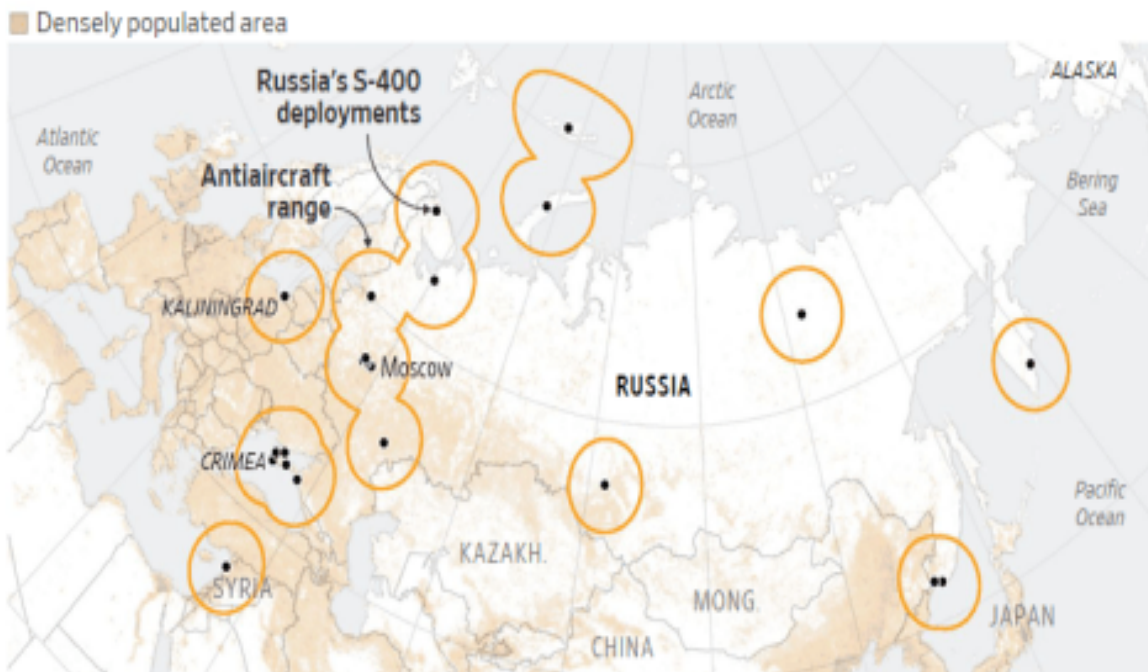 Densely populated area
Russia's S-400
deployments
ALASKA
Arctic
Ocean
Atlantic
Ocean
Antiaircraft
range
Bering
Sea
KALININGRAD
Moscow
RUSSIA
CRIMEA
Pacific
Ocean
KAZAKH.
SYRIA
MONG.
JAPAN
CHINA